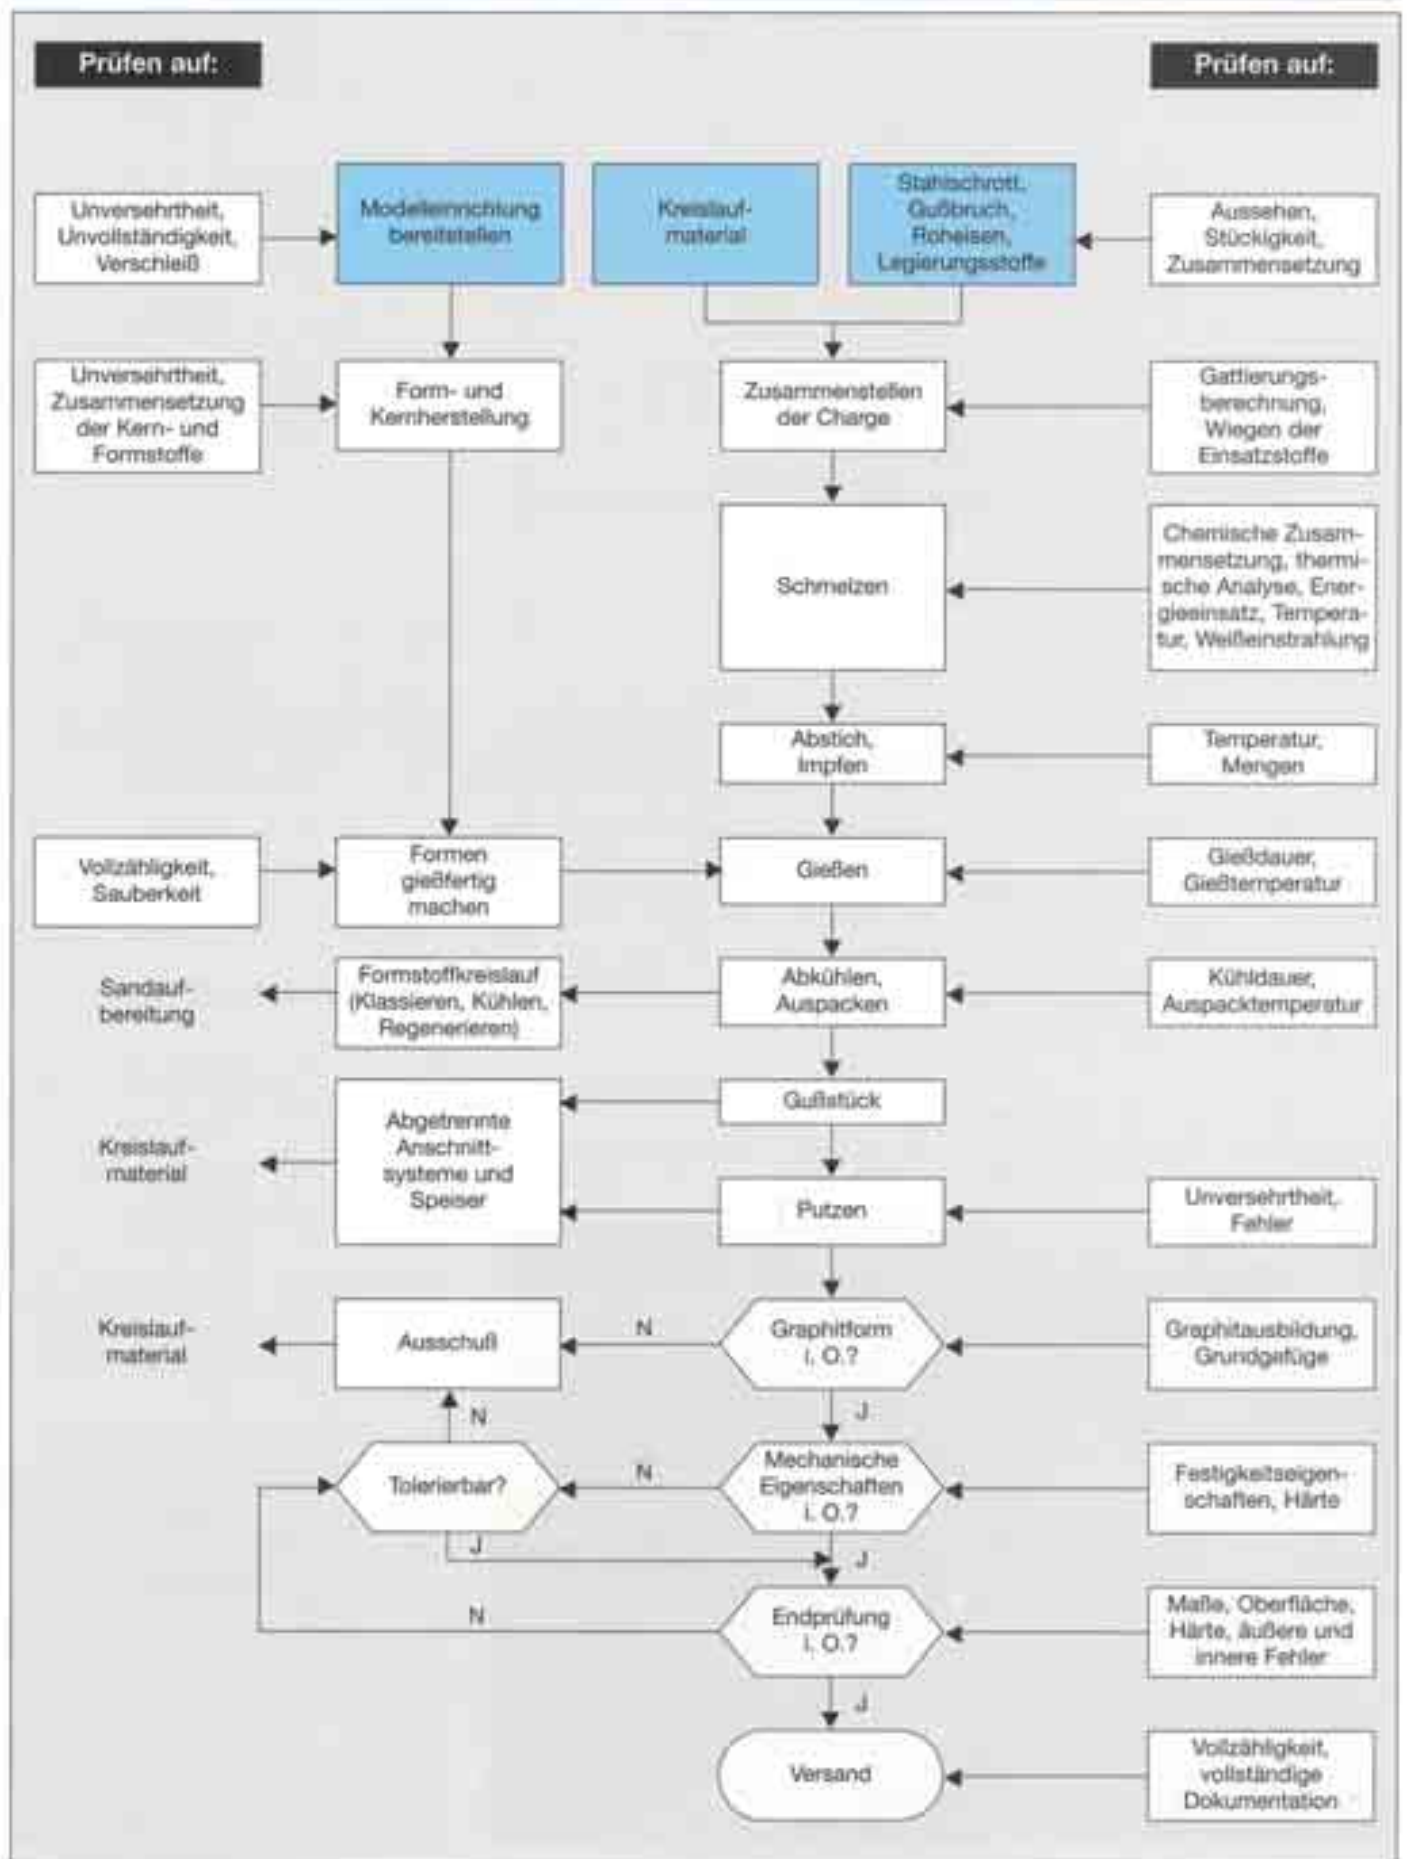 Prüfen auf:
Prüfen auf:
Unversehrtheit,
Unvollständigkeit,
Verschleiß
Modelleinrichtung
bereitstellen
Kreislauf-
material
Stahlschrott,
Gußbruch,
Roheisen,
Legierungsstoffe
Aussehen,
Stückigkeit,
Zusammensetzung
Unversehrtheit,
Zusammensetzung
der Kern- und
Formstoffe
Form- und
Kernherstellung
Zusammenstellen
der Charge
Gattierungs-
berechnung,
Wiegen der
Einsatzstoffe
Schmelzen
Chemische Zusam-
mensetzung, thermi-
sche Analyse, Ener-
gieeinsatz, Tempera-
tur, Weißeinstrahlung
Abstich,
Impfen
Temperatur,
Mengen
Vollzähligkeit,
Sauberkeit
Formen
gießfertig
machen
Gießen
Gießdauer,
Gießtemperatur
Sandauf-
bereitung
Formstoffkreislauf
(Klassieren, Kühlen,
Regenerieren)
Abkühlen,
Auspacken
Kühldauer,
Auspacktemperatur
Gußstück
Kreislauf-
material
Abgetrennte
Anschnitt-
systeme und
Speiser
Putzen
Unversehrtheit,
Fehler
Kreislauf-
material
Ausschuß
N
Graphitform
i. O.?
Graphitausbildung,
Grundgefüge
N
J
Tolerierbar?
N
Mechanische
Eigenschaften
i. O.?
Festigkeitseigen-
schaften, Härte
J
J
N
Endprüfung
i. O.?
Maße, Oberfläche,
Härte, äußere und
innere Fehler
J
Versand
Vollzähligkeit,
vollständige
Dokumentation